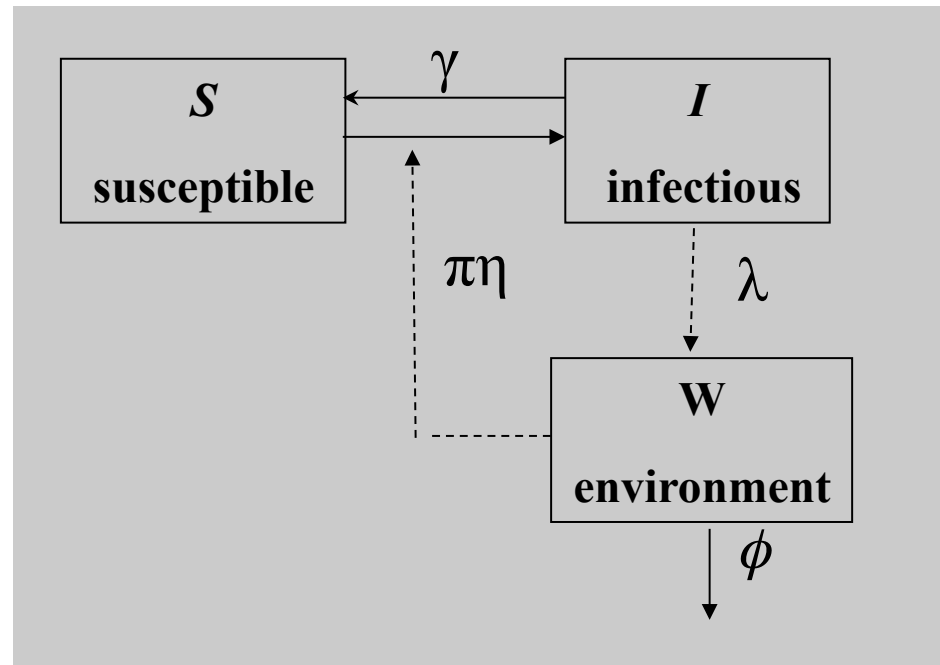 γ
S
susceptible
I
infectious
πη
λ
W
environment
ϕ